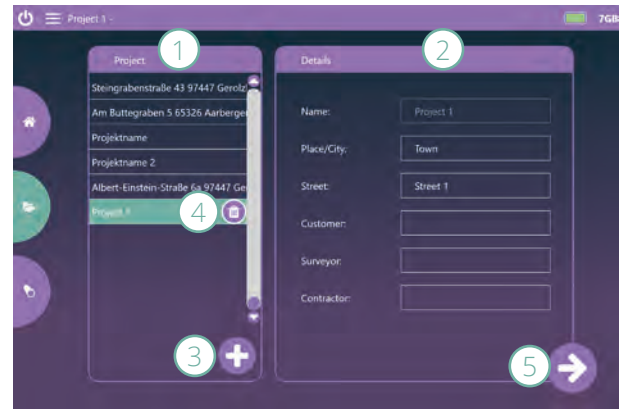 Project 1 -
7GB
Project
1
Steingrabenstraße 43 97447 Gerolz
Am Buttegraben 5 65326 Aarberge
Projektname
Projektname 2
Albert-Einstein-Straße 6a 97447 Ge
Project 1
4
3
Details
2
Name:
Project 1
Place/City:
Town
Street:
Street 1
Customer:
Surveyor:
Contractor:
5